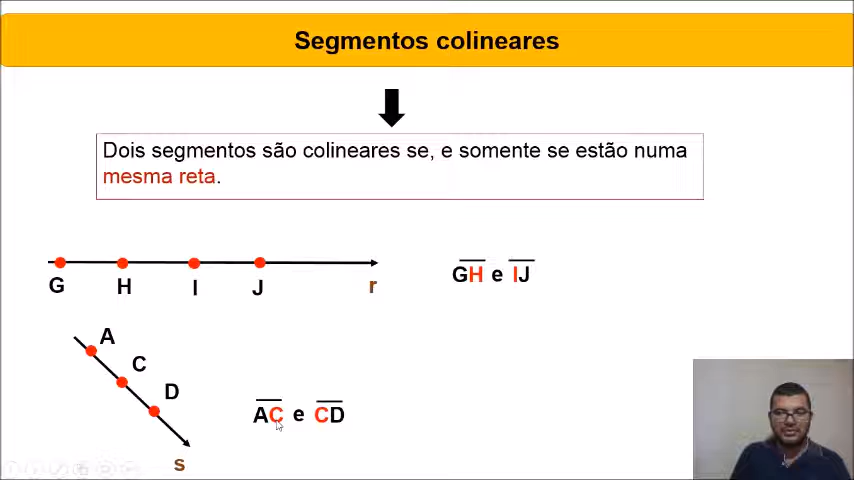 Segmentos colineares
Dois segmentos são colineares se, e somente se estão numa
mesma reta.
G H I J r
GH e IJ
A
C
D
AC e CD
s